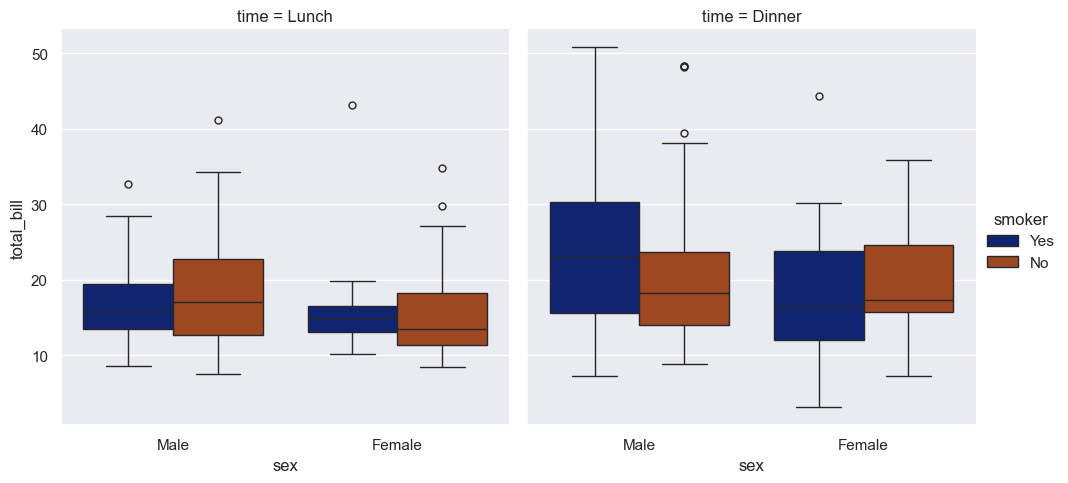 time = Lunch
time = Dinner
total_bill
50
40
30
20
10
Male
Female
sex
Male
Female
sex
smoker
Yes
No